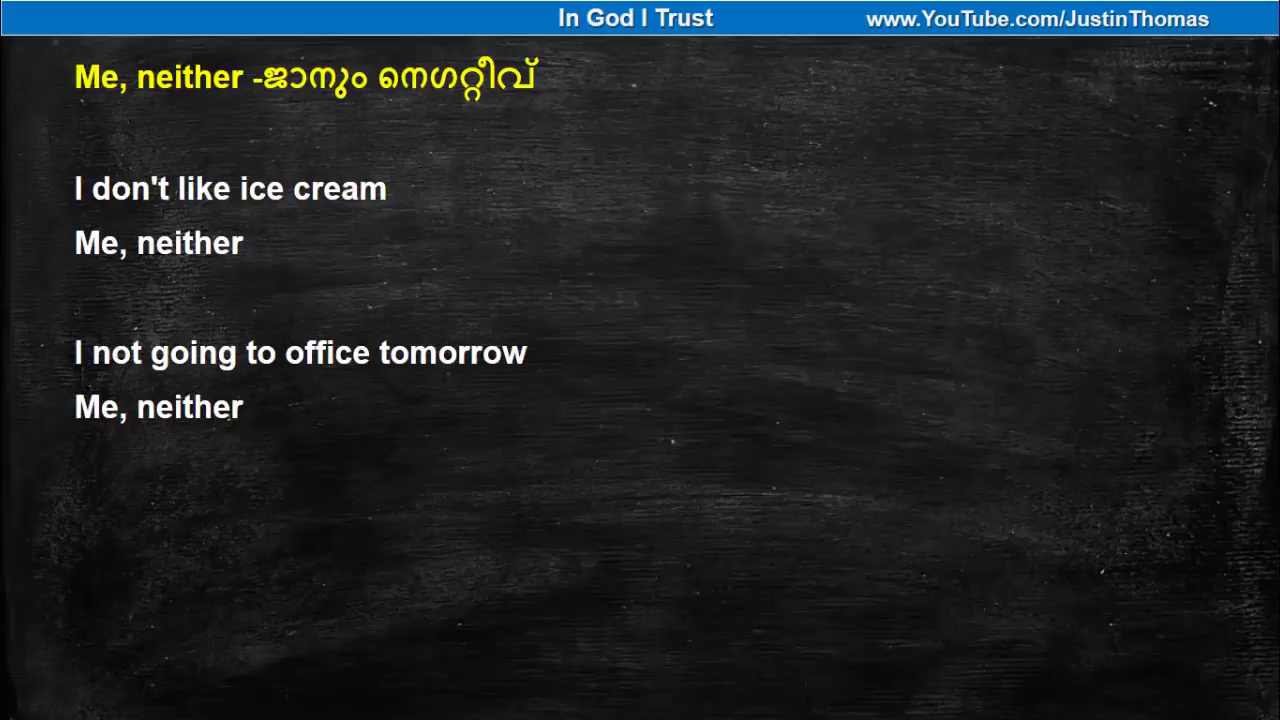 In God I Trust
www.YouTube.com/JustinThomas
Me, neither -ജാനും നെഗറ്റീവ്
I don't like ice cream
Me, neither
I not going to office tomorrow
Me, neither